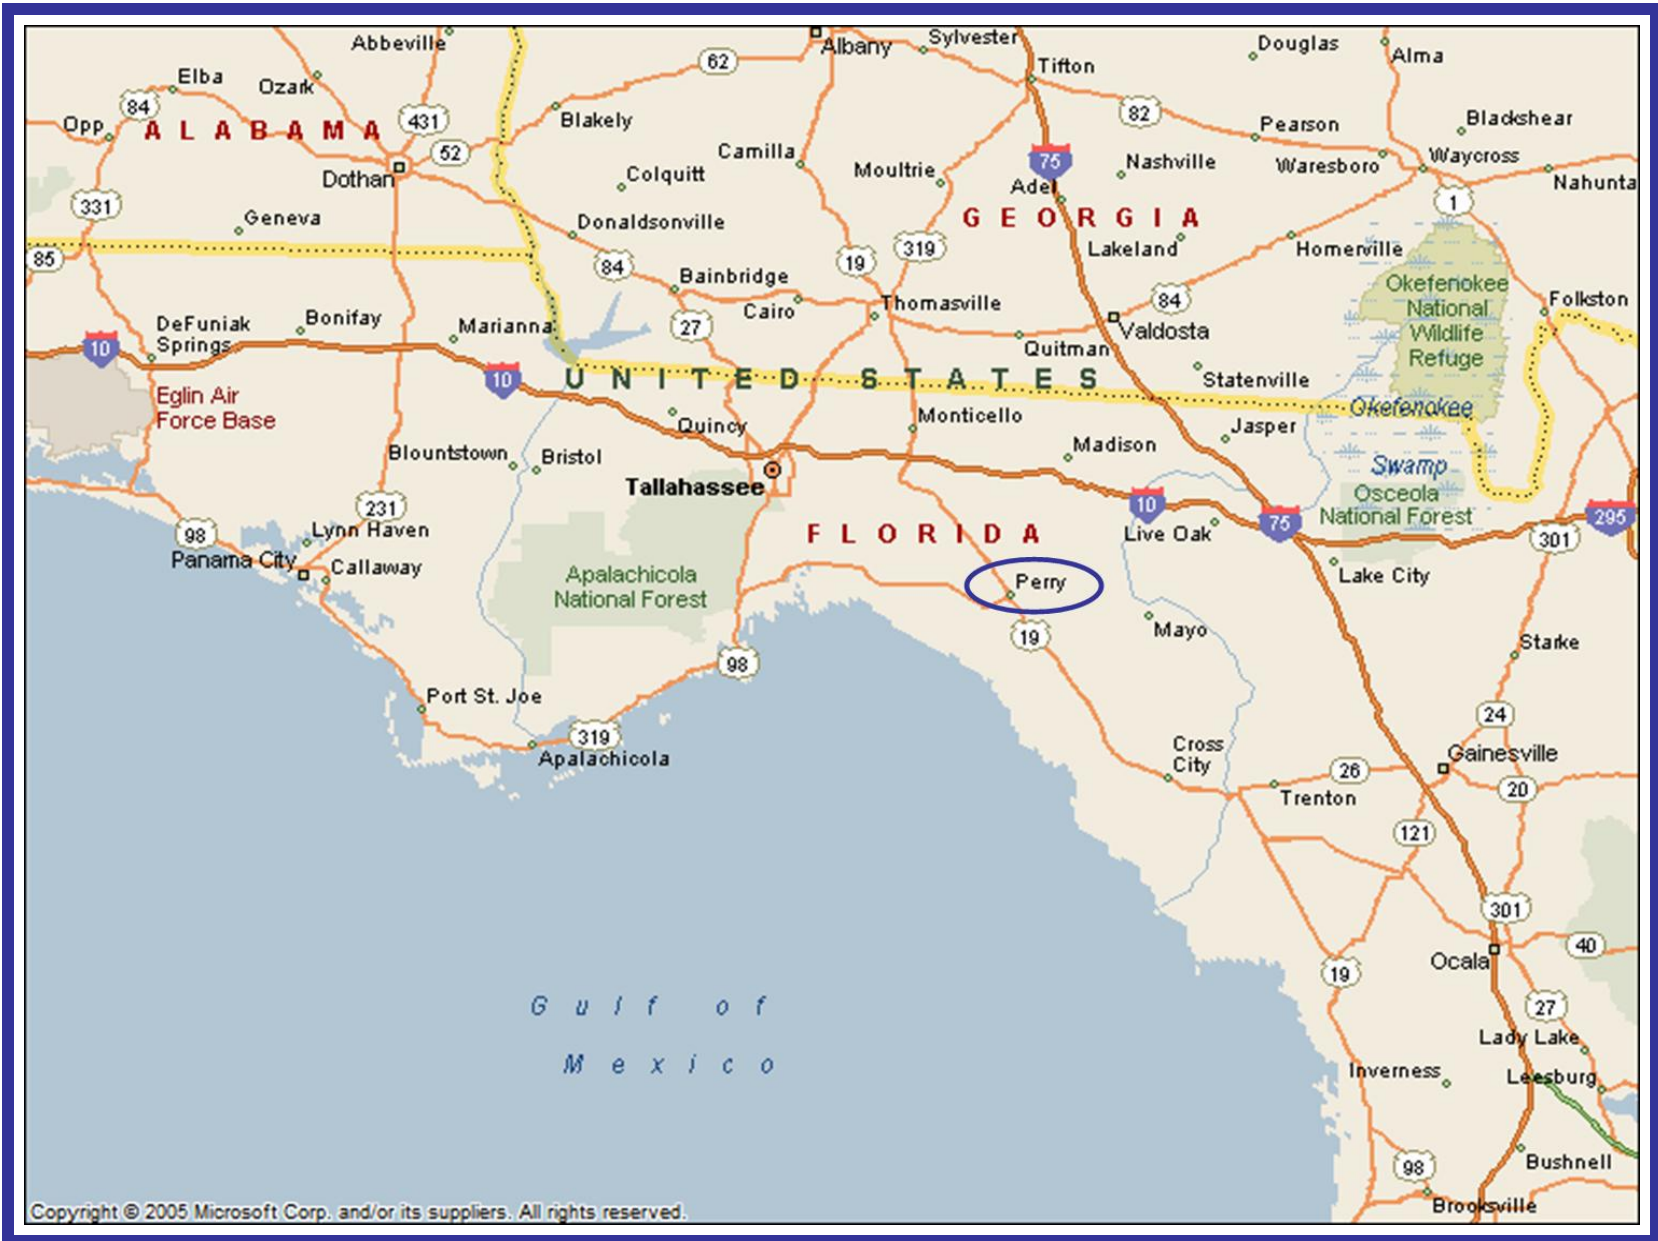 Abbeville
Albany
Sylvester
Douglas
Alma
Elba
Ozark
62
Tifton
84
Opp
ALABAMA
431
Blakely
82
Pearson
Blackshear
52
Camilla
75
Nashville
Waresboro
Waycross
Dothan
Colquitt
Moultrie
Adel
Nahunta
331
Geneva
Donaldsonville
GEORGIA
1
85
84
19
319
Lakeland
Homerville
Bainbridge
Okefenokee
National
Wildlife
Refuge
DeFuniak
Springs
Bonifay
Marianna
27
Cairo
Thomasville
84
Folkston
10
Valdosta
Quitman
10
UNITED STATES
Statenville
Eglin Air
Force Base
Quincy
Monticello
Okefenokee
Swamp
Jasper
Blountstown
Bristol
Madison
Tallahassee
Osceola
National Forest
231
10
98
Lynn Haven
FLORIDA
Live Oak
75
301
295
Panama City
Callaway
Apalachicola
National Forest
Perry
Lake City
19
Mayo
Starke
98
Port St. Joe
319
Apalachicola
24
Cross
City
Gainesville
26
Trenton
20
121
301
Ocala
40
19
Gulf of
Mexico
27
Lady Lake
Inverness
Leesburg
98
Bushnell
Brooksville
Copyright © 2005 Microsoft Corp. and/or its suppliers. All rights reserved.